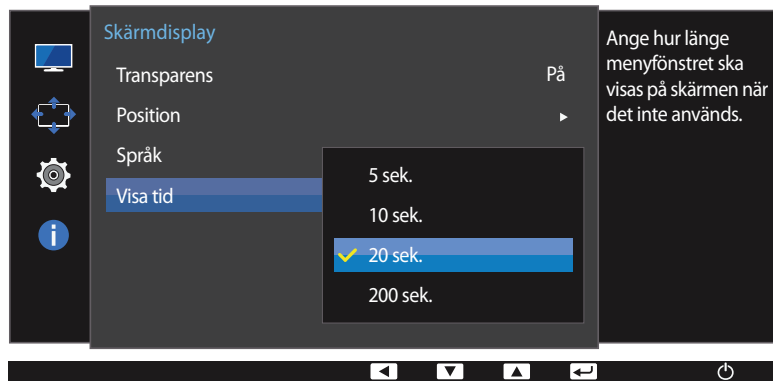 Skärmdisplay
Transparens På
Position
Språk
Visa tid
5 sek.
10 sek.
20 sek.
200 sek.
Ange hur länge
menyfönstret ska
visas på skärmen när
det inte används.